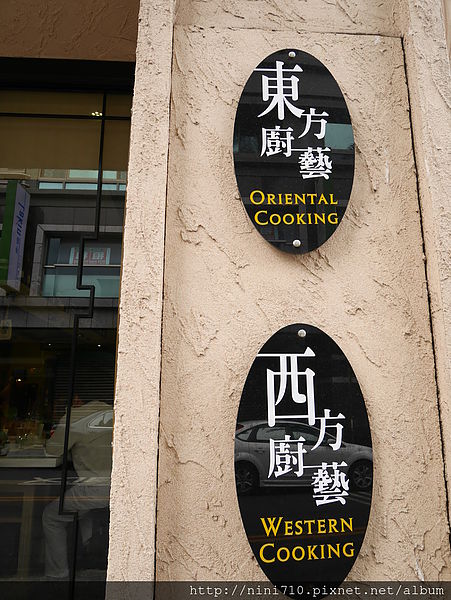 東方
廚藝
ORIENTAL
COOKING
西方
廚藝
WESTERN
COOKING
http://nini710.pixnet.net/album